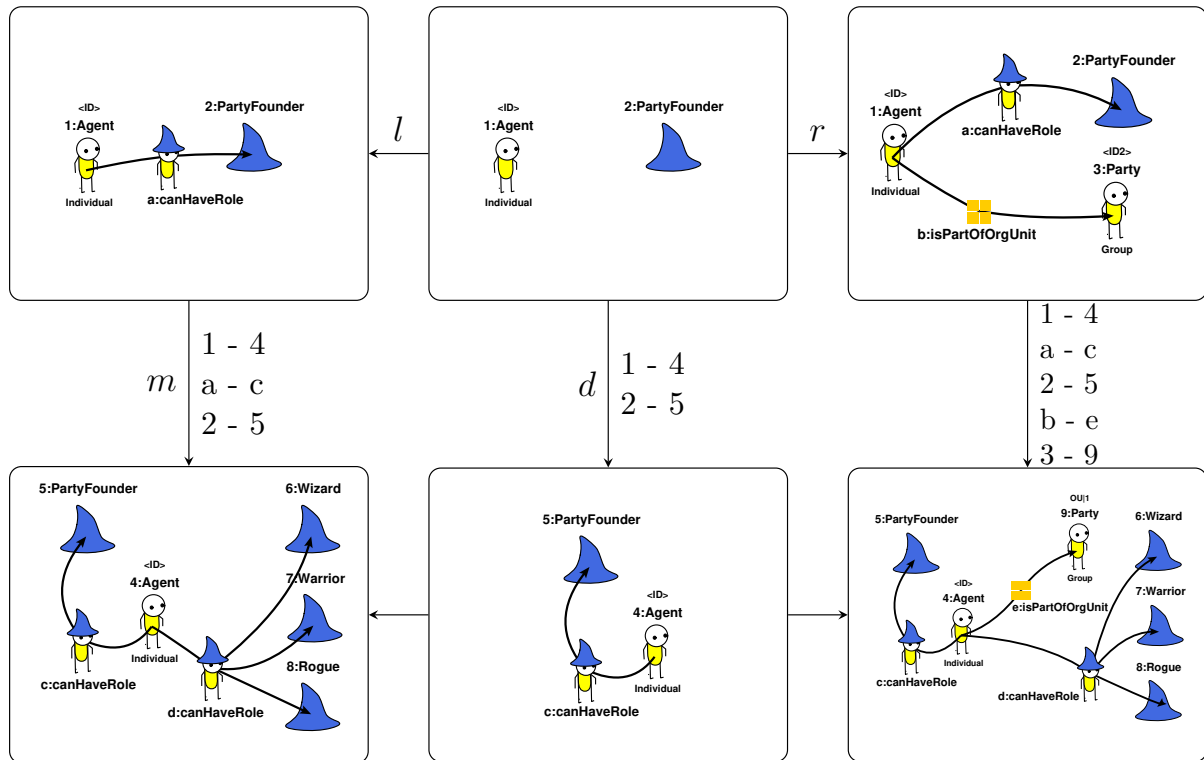 <ID>
1:Agent
2:PartyFounder
Individual
a:canHaveRole
l
<ID>
1:Agent
2:PartyFounder
Individual
r
<ID>
1:Agent
2:PartyFounder
a:canHaveRole
Individual
<ID2>
3:Party
b:isPartOfOrgUnit
Group
m
1 - 4
a - c
2 - 5
d
1 - 4
2 - 5
1 - 4
a - c
2 - 5
b - e
3 - 9
5:PartyFounder
6:Wizard
<ID>
4:Agent
7:Warrior
Individual
8:Rogue
c:canHaveRole
d:canHaveRole
5:PartyFounder
<ID>
4:Agent
Individual
c:canHaveRole
OU|1
9:Party
6:Wizard
5:PartyFounder
Group
<ID>
4:Agent
e:isPartOfOrgUnit
7:Warrior
Individual
8:Rogue
c:canHaveRole
d:canHaveRole